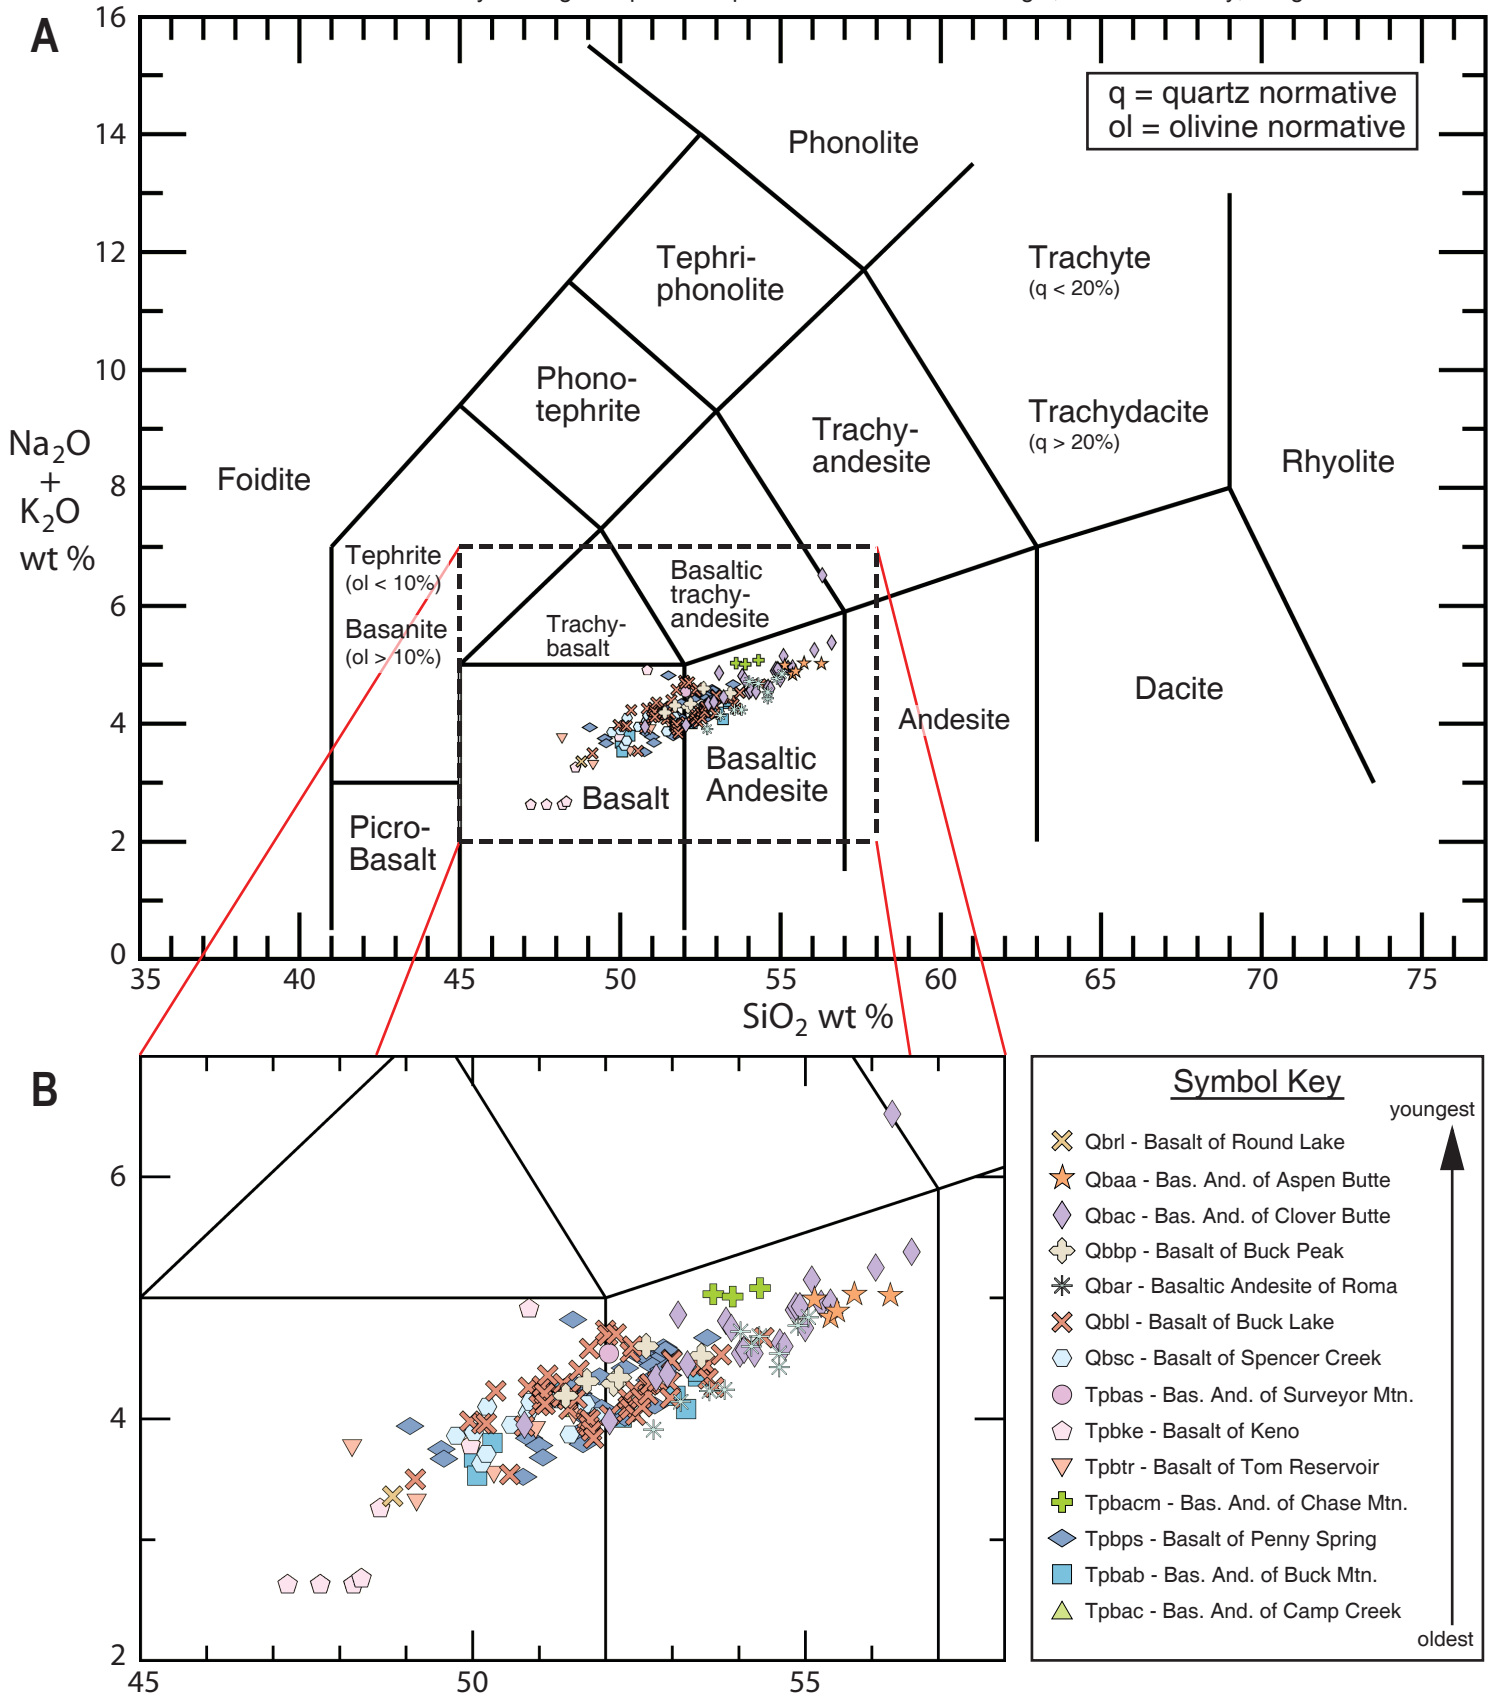 A
16
14
12
10
8
6
4
2
0
Na2O
+
K2O
wt %
q = quartz normative
ol = olivine normative
Phonolite
Tephri-
phonolite
Trachyte
(q < 20%)
Phono-
tephrite
Trachydacite
(q > 20%)
Trachy-
andesite
Rhyolite
Foidite
Tephrite
(ol < 10%)
Basanite
(ol > 10%)
Basaltic
trachy-
andesite
Trachy-
basalt
Dacite
Andesite
Basaltic
Andesite
Basalt
Picro-
Basalt
35 40 45 50 55 60 65 70 75
SiO2 wt %
B
6
4
2
45 50 55
Symbol Key
youngest
Qbrl - Basalt of Round Lake
Qbaa - Bas. And. of Aspen Butte
Qbac - Bas. And. of Clover Butte
Qbbp - Basalt of Buck Peak
Qbar - Basaltic Andesite of Roma
Qbbl - Basalt of Buck Lake
Qbsc - Basalt of Spencer Creek
Tpbas - Bas. And. of Surveyor Mtn.
Tpbke - Basalt of Keno
Tpbtr - Basalt of Tom Reservoir
Tpbacm - Bas. And. of Chase Mtn.
Tpbps - Basalt of Penny Spring
Tpbab - Bas. And. of Buck Mtn.
Tpbac - Bas. And. of Camp Creek
oldest